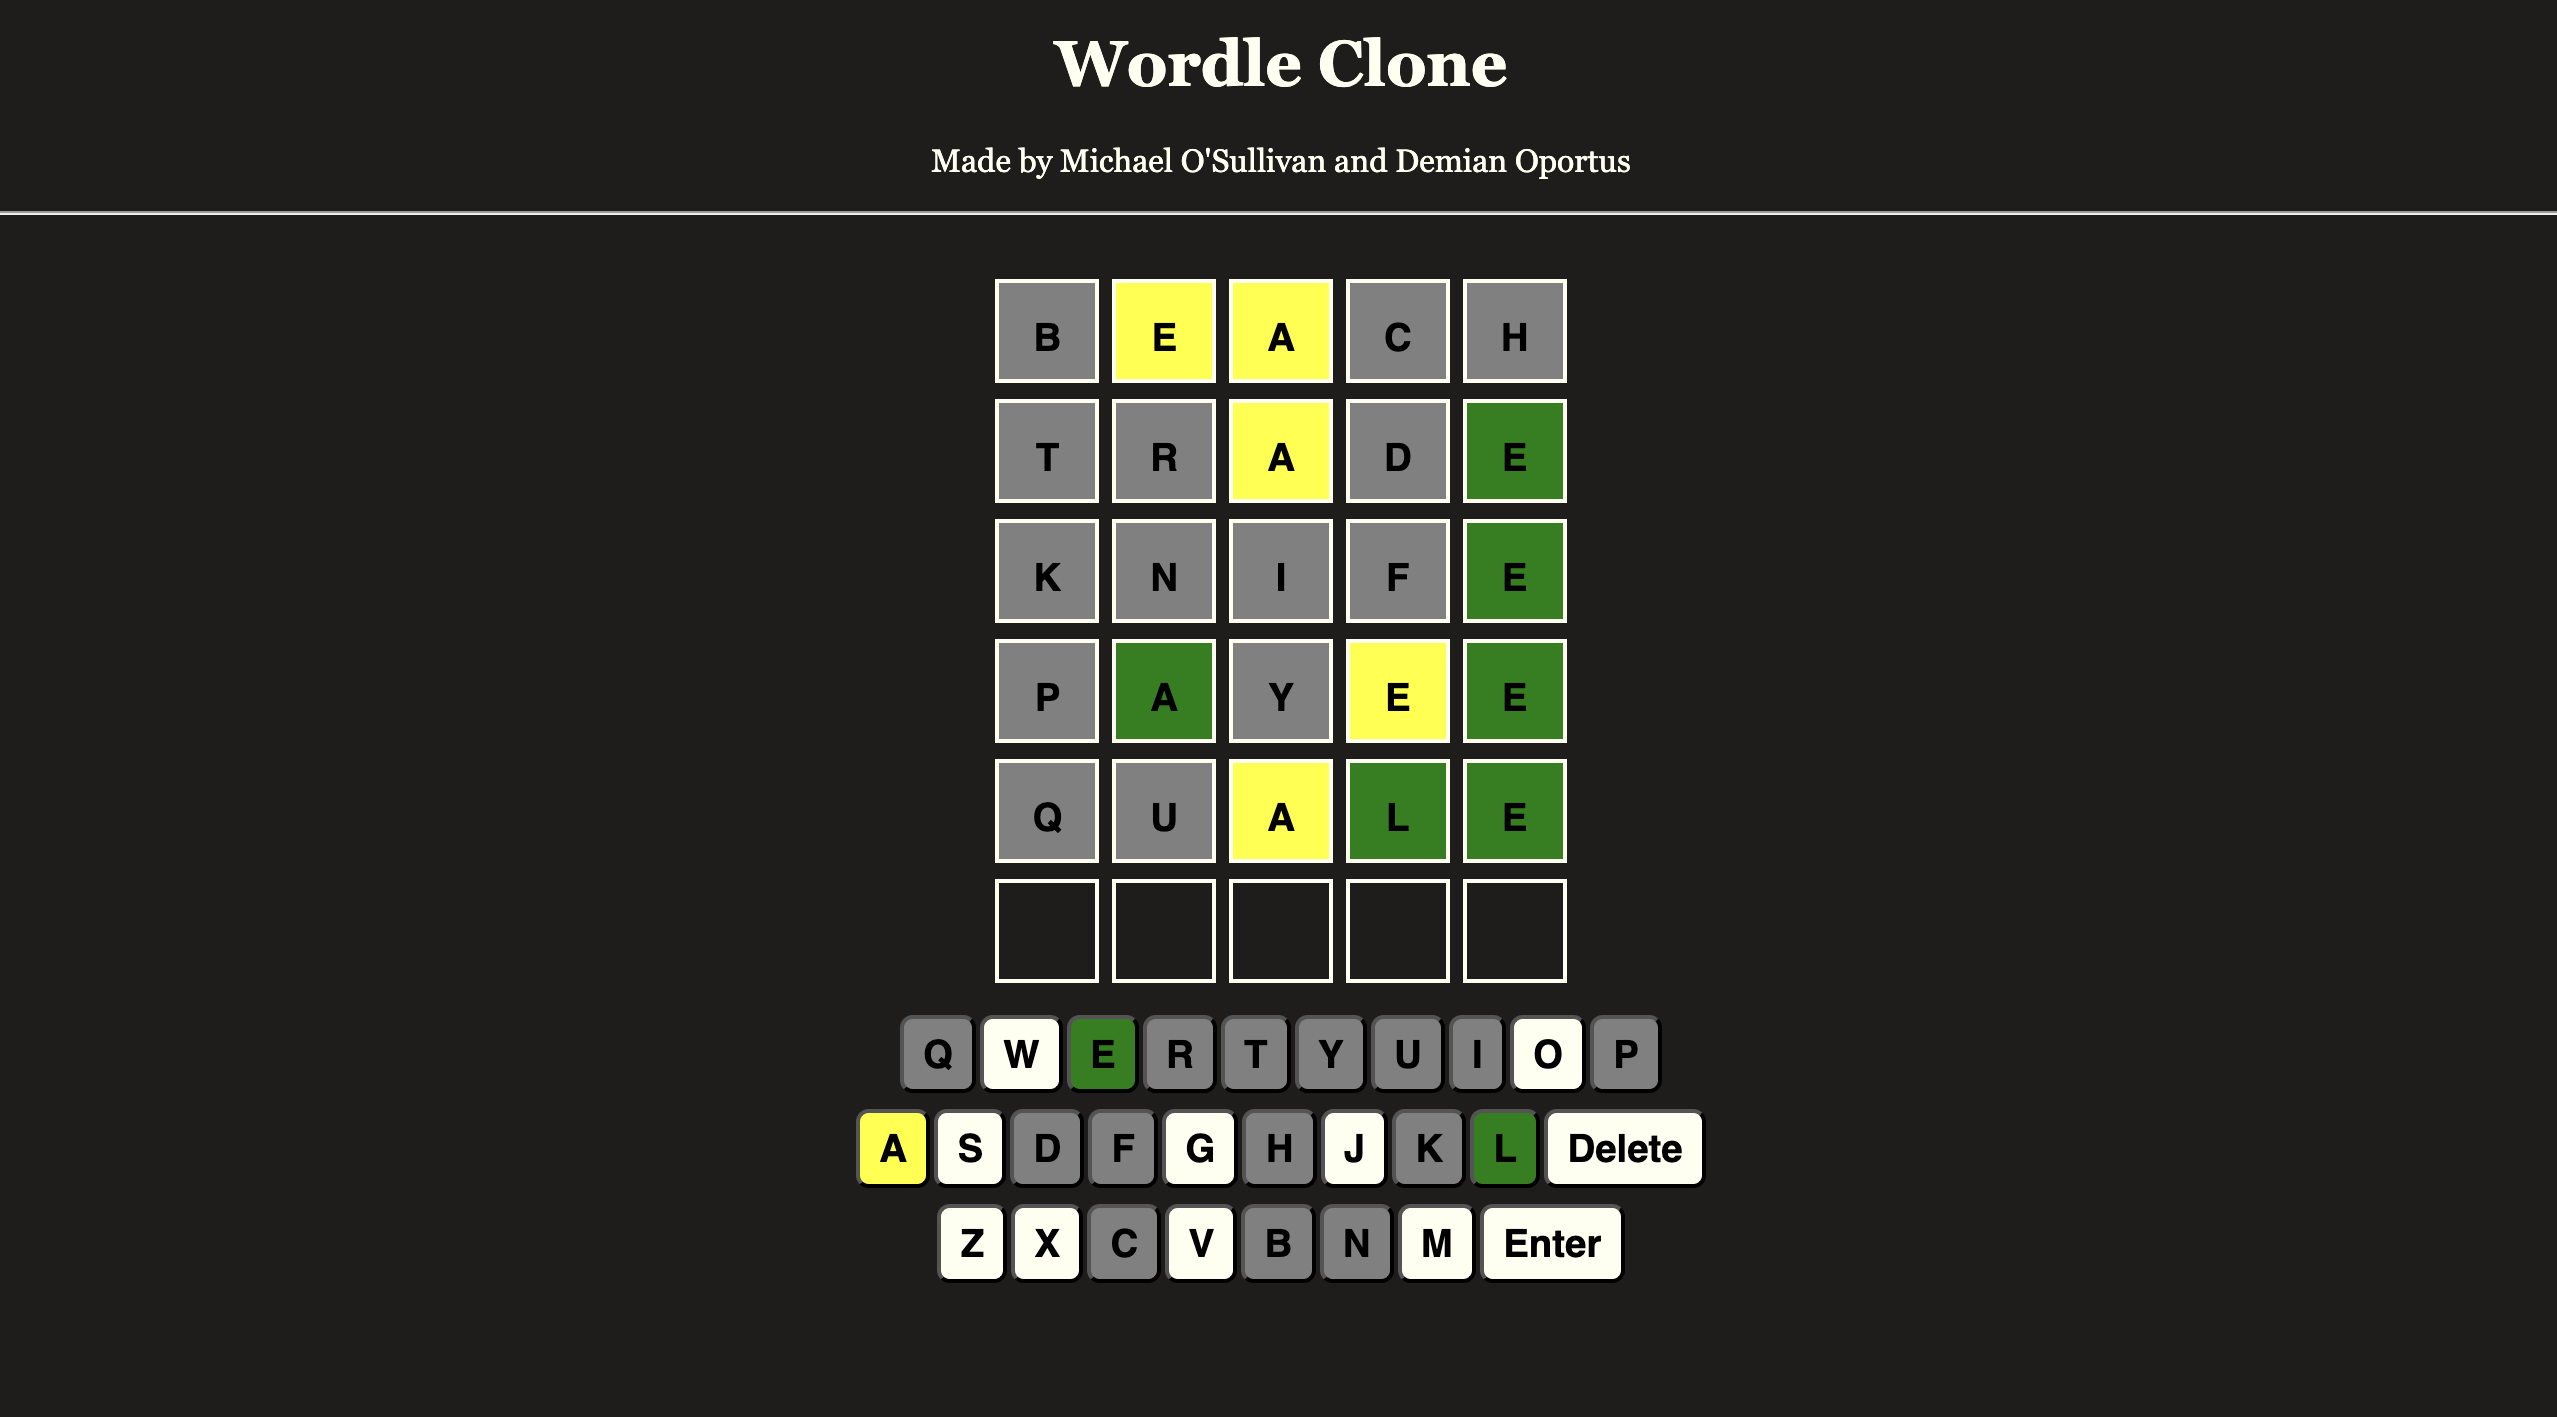 Wordle Clone
Made by Michael O'Sullivan and Demian Oportus
B E A C H
T R A D E
K N I F E
P A Y E E
Q U A L E
Q W E R T Y U I O P
A S D F G H J K L Delete
Z X C V B N M Enter